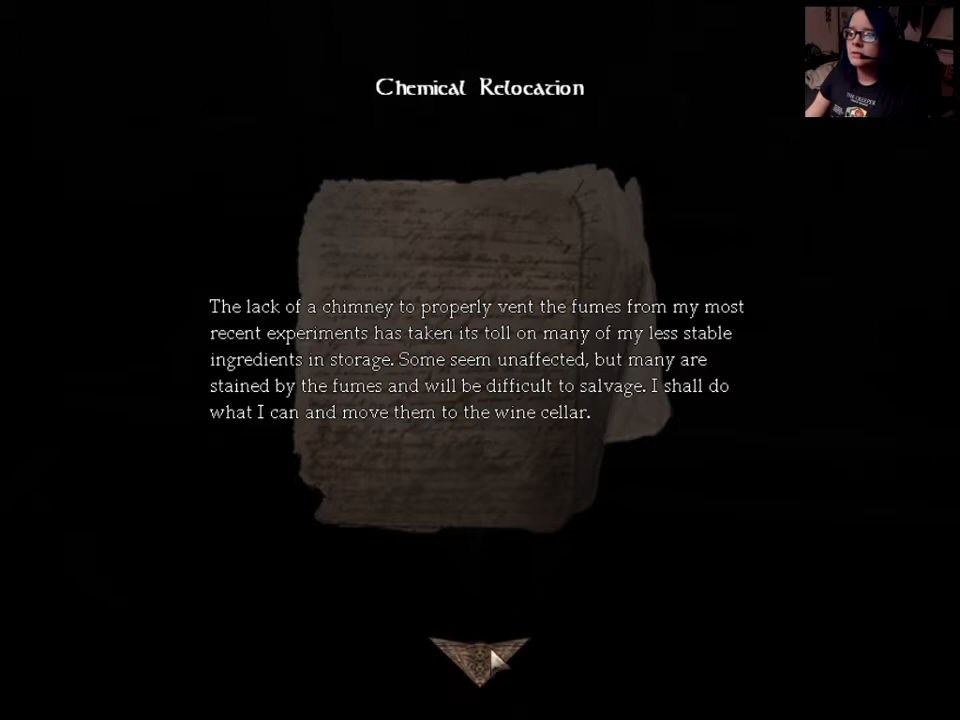 Chemical Relocation
The lack of a chimney to properly vent the fumes from my most
recent experiments has taken its toll on many of my less stable
ingredients in storage. Some seem unaffected, but many are
stained by the fumes and will be difficult to salvage. I shall do
what I can and move them to the wine cellar.
THE CREEPER